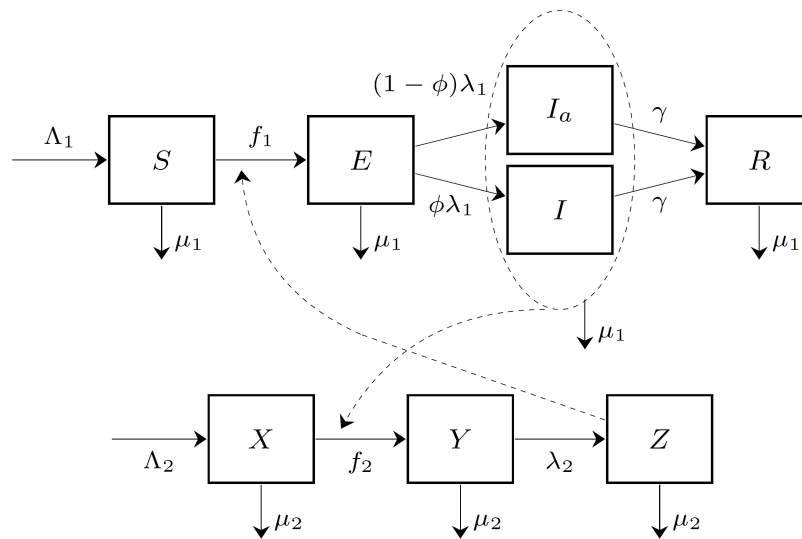 (1 − ϕ)λ₁
Iₐ
γ
Λ₁
S
f₁
E
R
ϕλ₁
I
γ
μ₁
μ₁
μ₁
μ₁
X
Y
Z
Λ₂
f₂
λ₂
μ₂
μ₂
μ₂